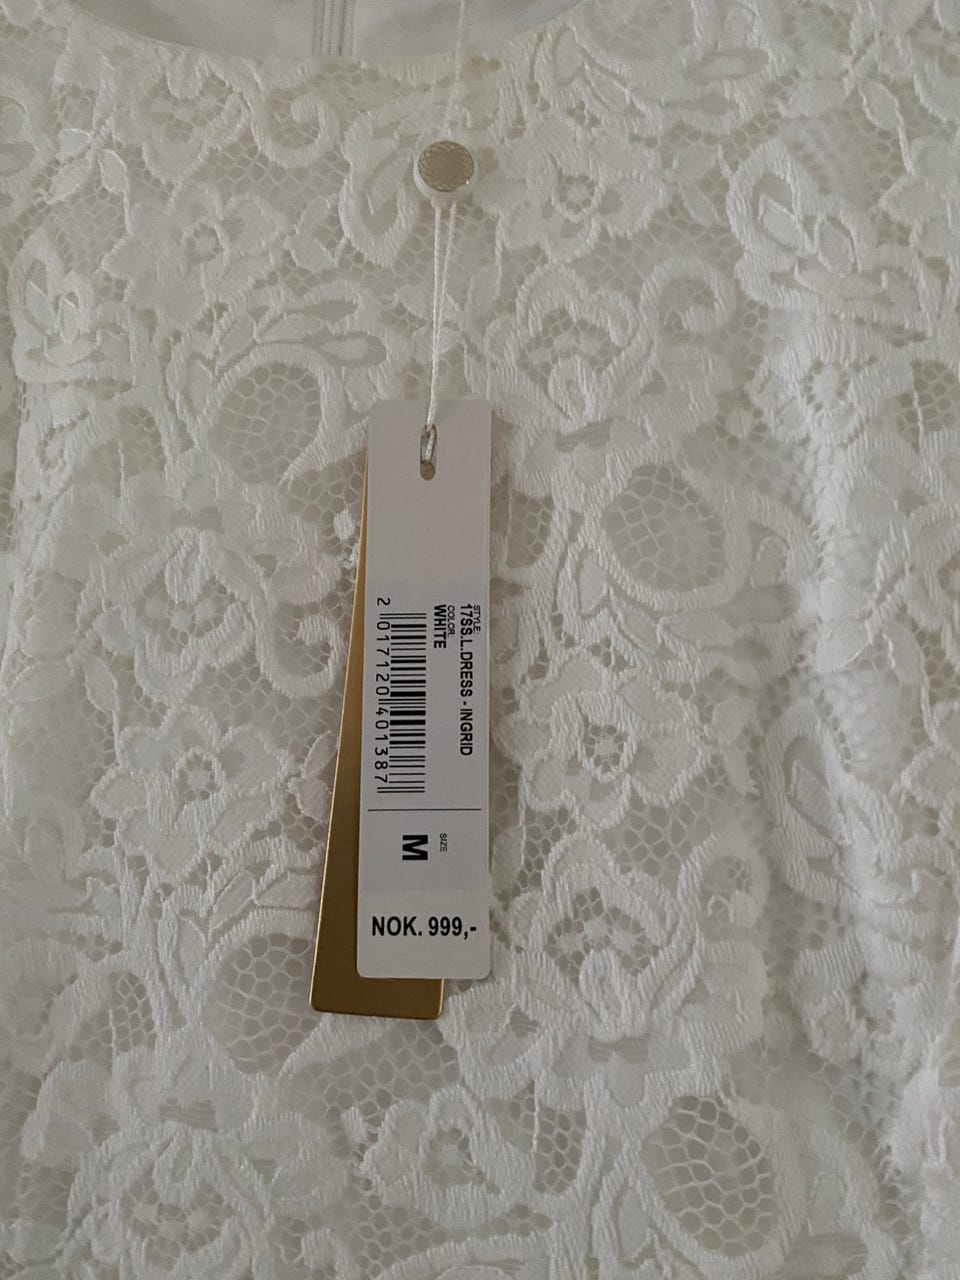 STYLE:
17SS.L.DRESS - INGRID
COLOR:
WHITE
2 017120 401387
SIZE
M
NOK. 999,-